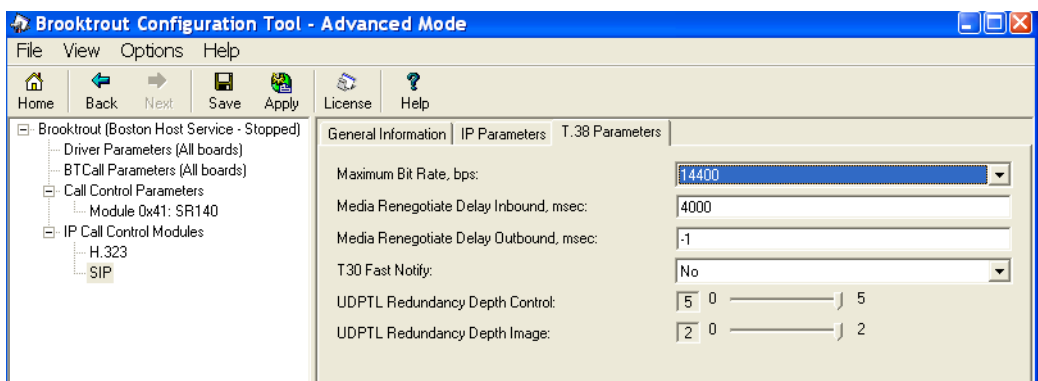 Brooktrout Configuration Tool - Advanced Mode
File View Options Help
Home Back Next Save Apply License Help
Brooktrout (Boston Host Service - Stopped)
Driver Parameters (All boards)
BTCall Parameters (All boards)
Call Control Parameters
Module 0x41: SR140
IP Call Control Modules
H.323
SIP
General Information IP Parameters T.38 Parameters
Maximum Bit Rate, bps: 14400
Media Renegotiate Delay Inbound, msec: 4000
Media Renegotiate Delay Outbound, msec: -1
T30 Fast Notify: No
UDPTL Redundancy Depth Control: 5 0 5
UDPTL Redundancy Depth Image: 2 0 2